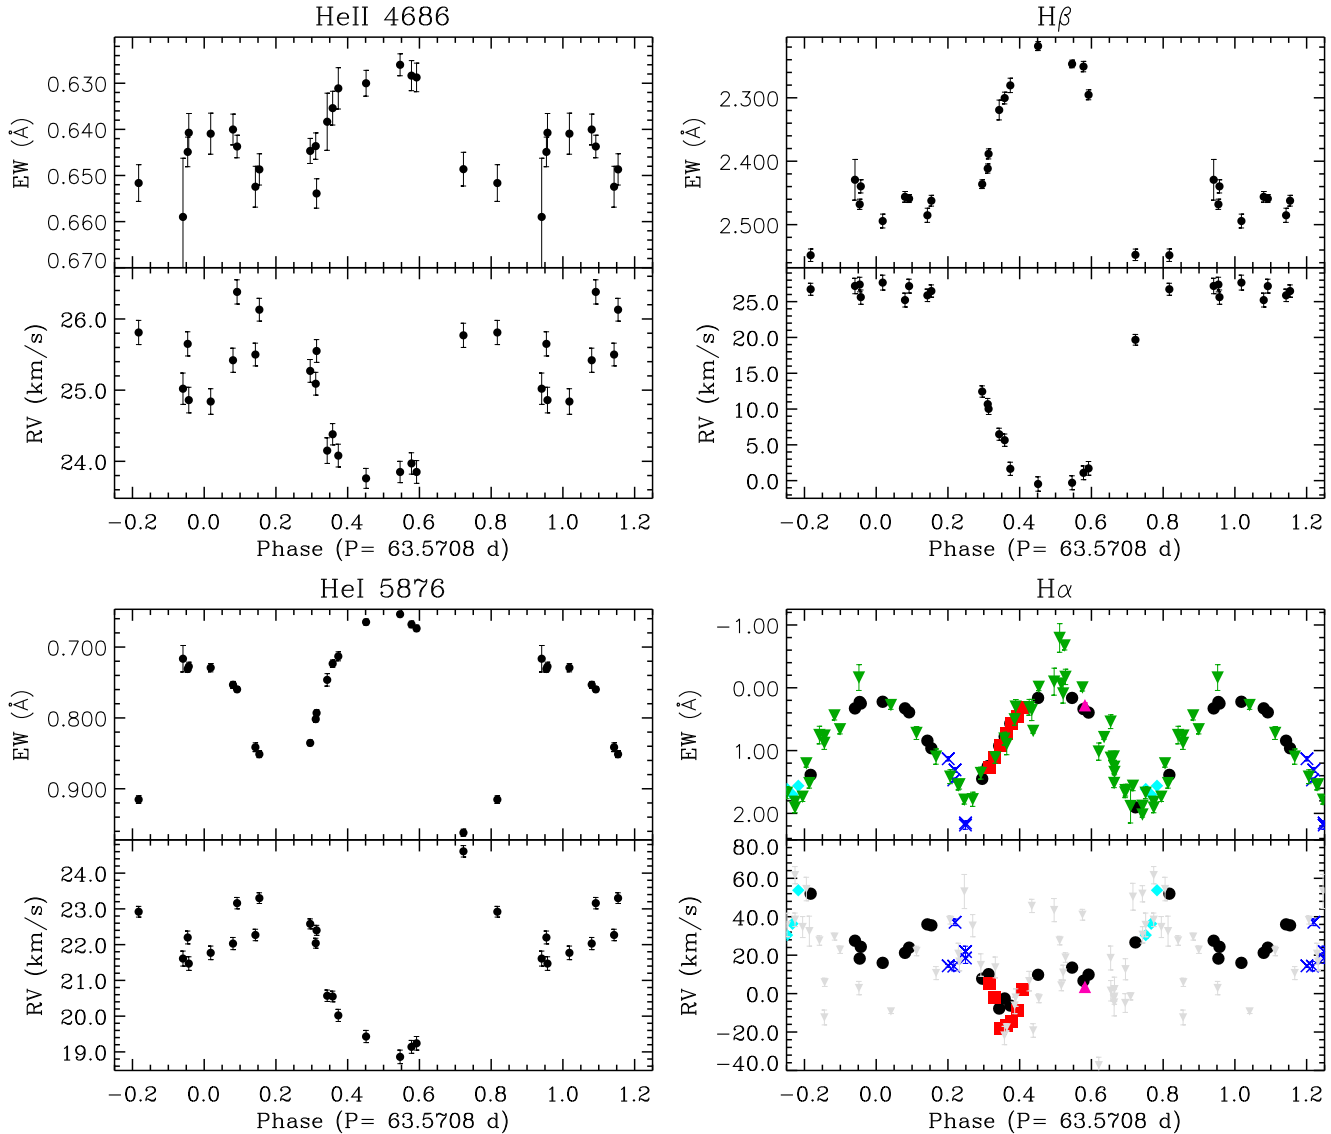 HeII 4686
Hβ
EW (Å)
0.630
0.640
0.650
0.660
0.670
EW (Å)
2.300
2.400
2.500
RV (km/s)
26.0
25.0
24.0
RV (km/s)
25.0
20.0
15.0
10.0
5.0
0.0
−0.2 0.0 0.2 0.4 0.6 0.8 1.0 1.2
Phase (P= 63.5708 d)
−0.2 0.0 0.2 0.4 0.6 0.8 1.0 1.2
Phase (P= 63.5708 d)
HeI 5876
Hα
EW (Å)
0.700
0.800
0.900
EW (Å)
−1.00
0.00
1.00
2.00
RV (km/s)
24.0
23.0
22.0
21.0
20.0
19.0
RV (km/s)
80.0
60.0
40.0
20.0
0.0
−20.0
−40.0
−0.2 0.0 0.2 0.4 0.6 0.8 1.0 1.2
Phase (P= 63.5708 d)
−0.2 0.0 0.2 0.4 0.6 0.8 1.0 1.2
Phase (P= 63.5708 d)